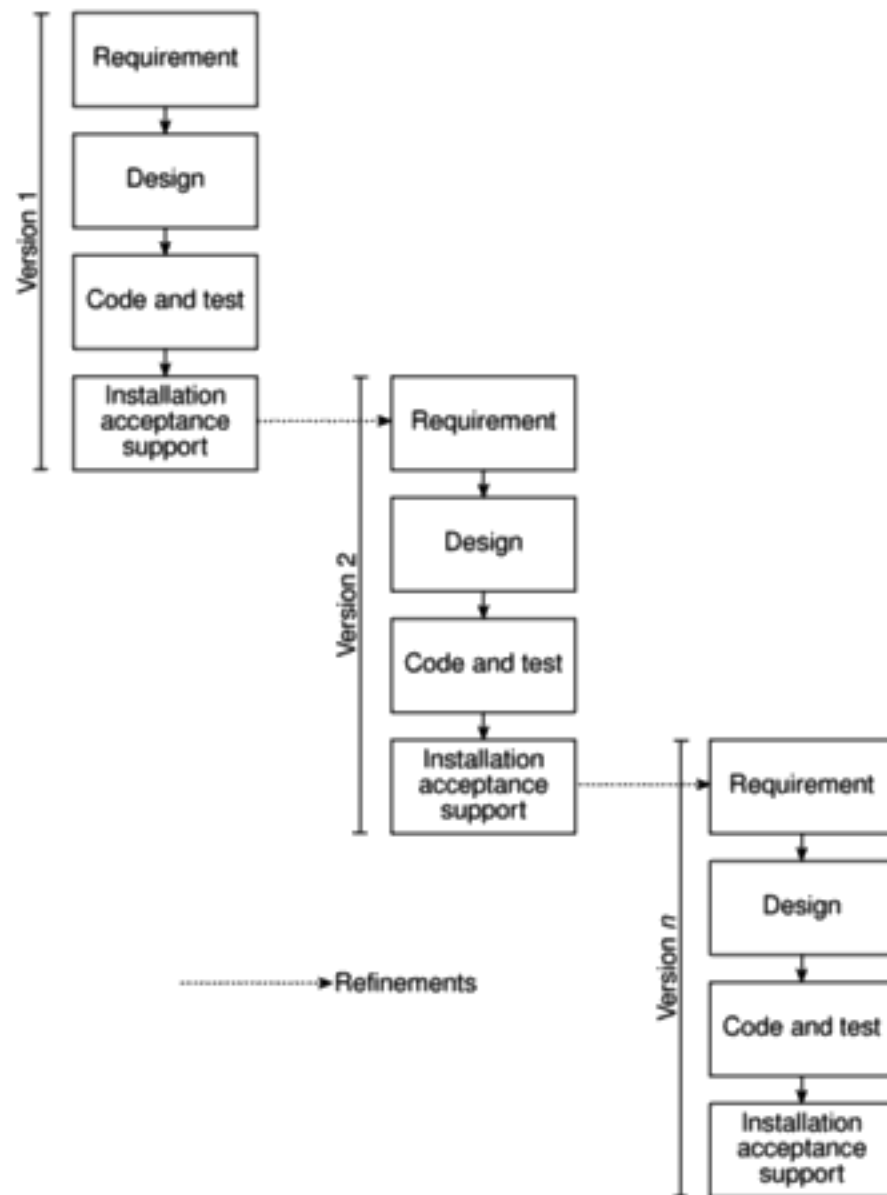 Version 1
Requirement
Design
Code and test
Installation
acceptance
support
Version 2
Requirement
Design
Code and test
Installation
acceptance
support
Version n
Requirement
Design
Code and test
Installation
acceptance
support
Refinements